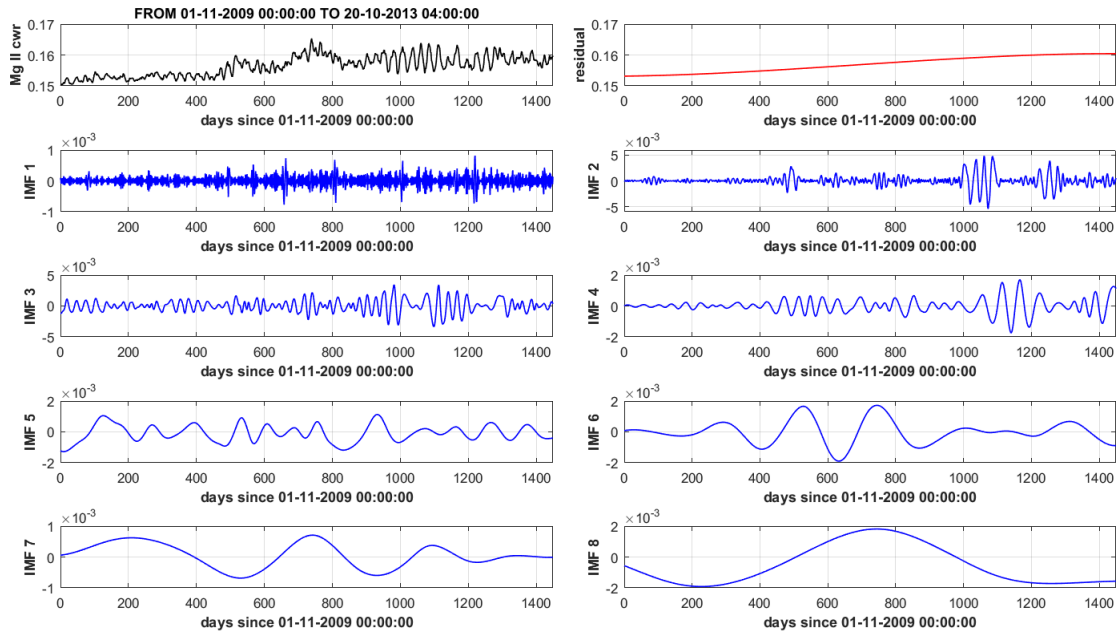 FROM 01-11-2009 00:00:00 TO 20-10-2013 04:00:00
Mg II cwr
0.17
0.16
0.15
0 200 400 600 800 1000 1200 1400
days since 01-11-2009 00:00:00
residual
0.17
0.16
0.15
0 200 400 600 800 1000 1200 1400
days since 01-11-2009 00:00:00
IMF 1
×10⁻³
1
0
-1
0 200 400 600 800 1000 1200 1400
days since 01-11-2009 00:00:00
IMF 2
×10⁻³
5
0
-5
0 200 400 600 800 1000 1200 1400
days since 01-11-2009 00:00:00
IMF 3
×10⁻³
5
0
-5
0 200 400 600 800 1000 1200 1400
days since 01-11-2009 00:00:00
IMF 4
×10⁻³
2
0
-2
0 200 400 600 800 1000 1200 1400
days since 01-11-2009 00:00:00
IMF 5
×10⁻³
2
0
-2
0 200 400 600 800 1000 1200 1400
days since 01-11-2009 00:00:00
IMF 6
×10⁻³
2
0
-2
0 200 400 600 800 1000 1200 1400
days since 01-11-2009 00:00:00
IMF 7
×10⁻³
1
0
-1
0 200 400 600 800 1000 1200 1400
days since 01-11-2009 00:00:00
IMF 8
×10⁻³
2
0
-2
0 200 400 600 800 1000 1200 1400
days since 01-11-2009 00:00:00